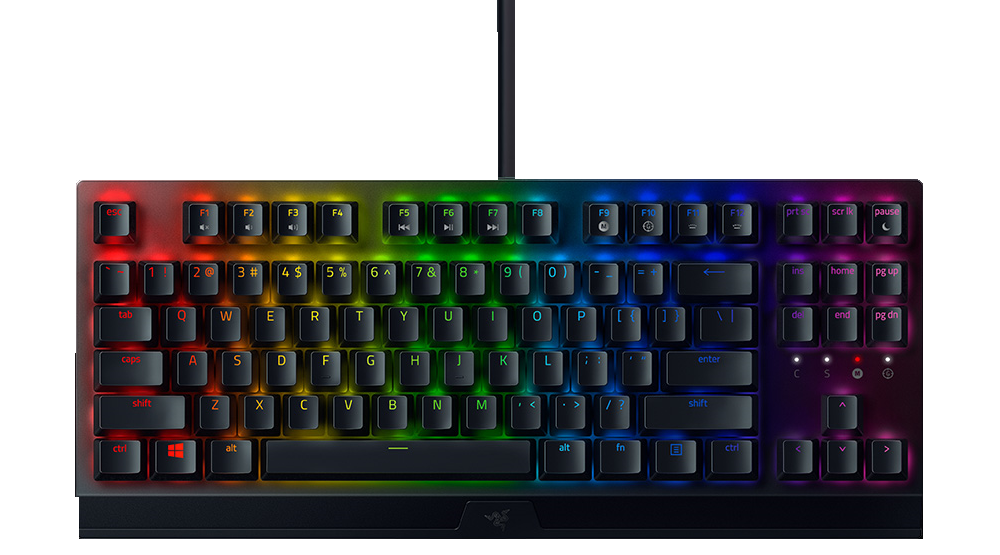 esc F1 F2 F3 F4 F5 F6 F7 F8 F9 F10 F11 F12 prt sc scr lk pause
M
` ~ 1 ! 2 @ 3 # 4 $ 5 % 6 ^ 7 & 8 * 9 ( 0 ) - _ = + ← ins home pg up
tab Q W E R T Y U I O P [ { ] } \ | del end pg dn
caps A S D F G H J K L ; : ' " enter
C S M
shift Z X C V B N M , < . > / ? shift ^
ctrl alt alt fn ctrl < v >